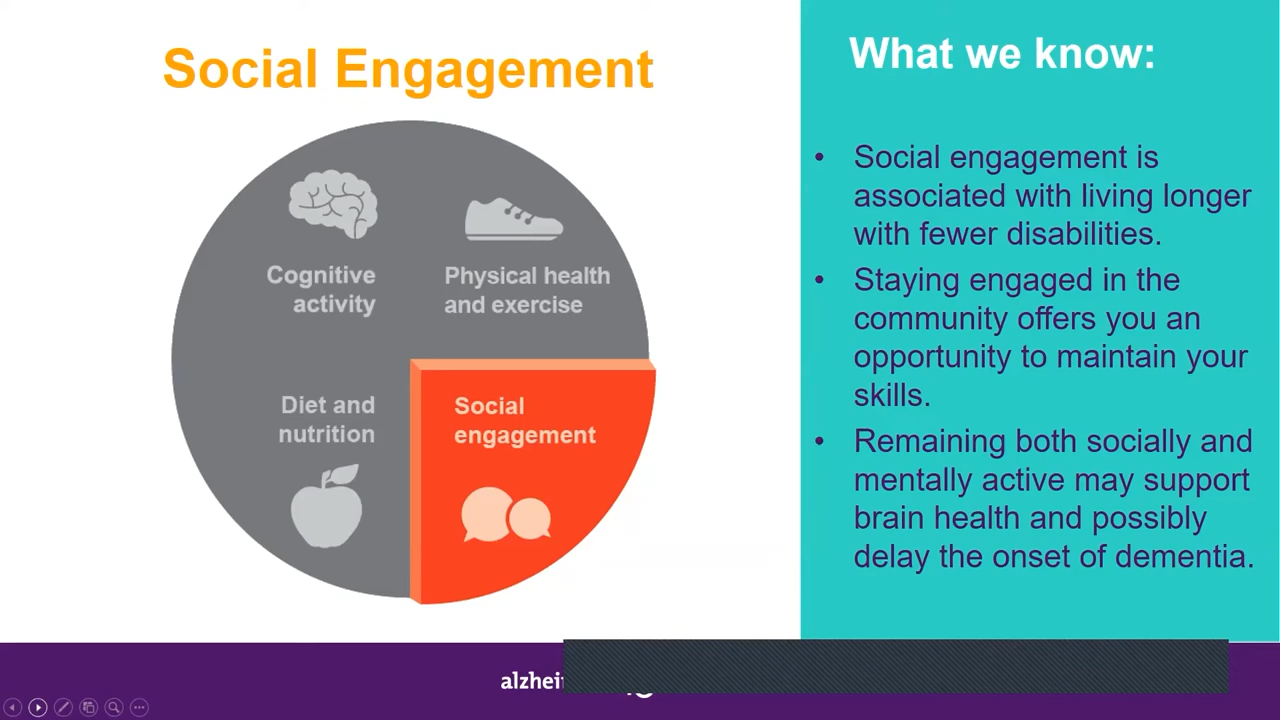 Social Engagement
What we know:
Cognitive
activity
Physical health
and exercise
Diet and
nutrition
Social
engagement
• Social engagement is
associated with living longer
with fewer disabilities.
• Staying engaged in the
community offers you an
opportunity to maintain your
skills.
• Remaining both socially and
mentally active may support
brain health and possibly
delay the onset of dementia.